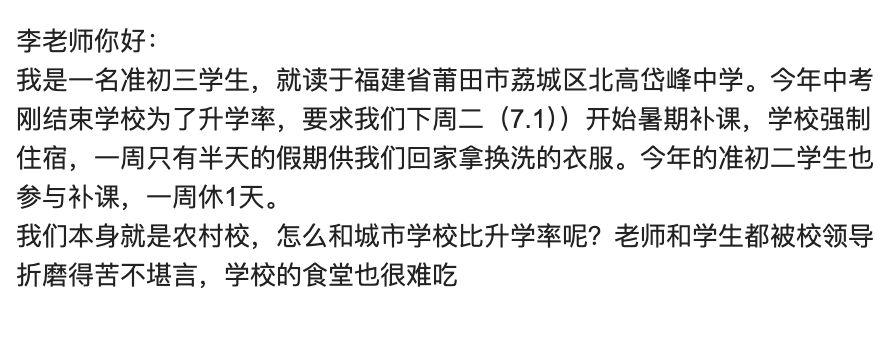 李老师你好：
我是一名准初三学生，就读于福建省莆田市荔城区北高岱峰中学。今年中考
刚结束学校为了升学率，要求我们下周二（7.1)）开始暑期补课，学校强制
住宿，一周只有半天的假期供我们回家拿换洗的衣服。今年的准初二学生也
参与补课，一周休1天。
我们本身就是农村校，怎么和城市学校比升学率呢？老师和学生都被校领导
折磨得苦不堪言，学校的食堂也很难吃